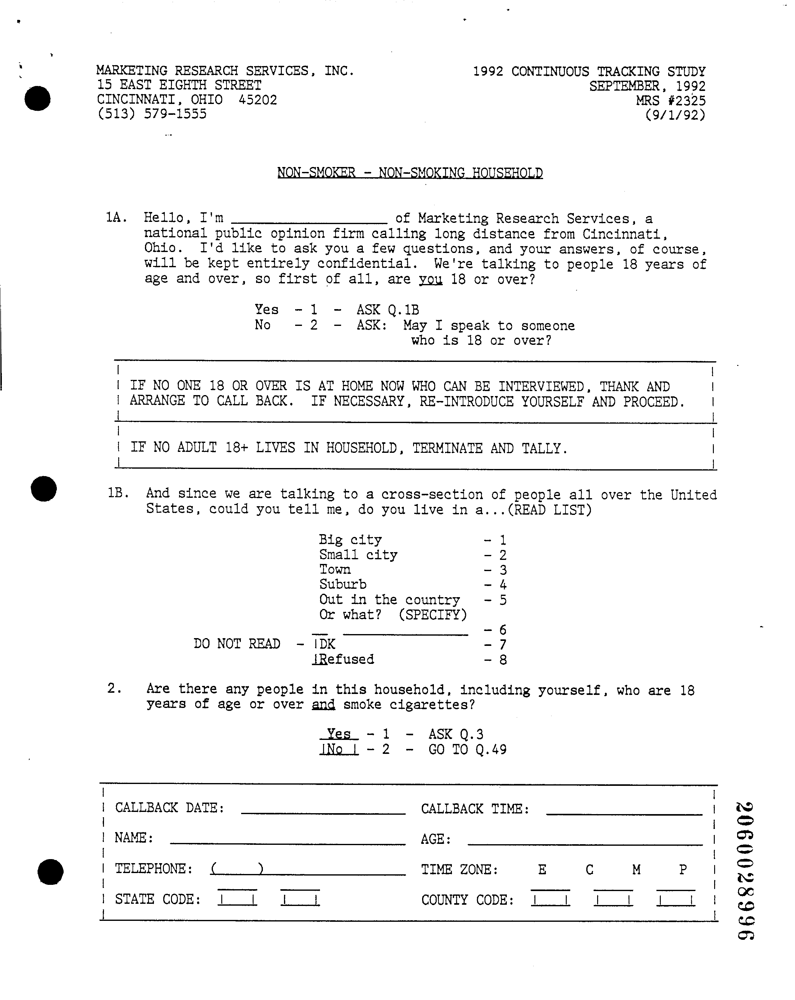 MARKETING RESEARCH SERVICES, INC. 1992 CONTINUOUS TRACKING STUDY
15 EAST EIGHTH STREET SEPTEMBER, 1992
CINCINNATI, OHIO 45202 MRS #2325
(513) 579-1555 (9/1/92)
NON-SMOKER - NON-SMOKING HOUSEHOLD
1A. Hello, I'm ____________________ of Marketing Research Services, a
national public opinion firm calling long distance from Cincinnati,
Ohio. I'd like to ask you a few questions, and your answers, of course,
will be kept entirely confidential. We're talking to people 18 years of
age and over, so first of all, are you 18 or over?
Yes - 1 - ASK Q.1B
No - 2 - ASK: May I speak to someone
who is 18 or over?
IF NO ONE 18 OR OVER IS AT HOME NOW WHO CAN BE INTERVIEWED, THANK AND
ARRANGE TO CALL BACK. IF NECESSARY, RE-INTRODUCE YOURSELF AND PROCEED.
IF NO ADULT 18+ LIVES IN HOUSEHOLD, TERMINATE AND TALLY.
1B. And since we are talking to a cross-section of people all over the United
States, could you tell me, do you live in a...(READ LIST)
Big city - 1
Small city - 2
Town - 3
Suburb - 4
Out in the country - 5
Or what? (SPECIFY)
________________ - 6
DO NOT READ - DK - 7
Refused - 8
2. Are there any people in this household, including yourself, who are 18
years of age or over and smoke cigarettes?
Yes - 1 - ASK Q.3
No - 2 - GO TO Q.49
CALLBACK DATE: ____________________ CALLBACK TIME: ____________________
NAME: ____________________ AGE: ____________________
TELEPHONE: ( ) ____________________ TIME ZONE: E C M P
STATE CODE: COUNTY CODE:
2060028996